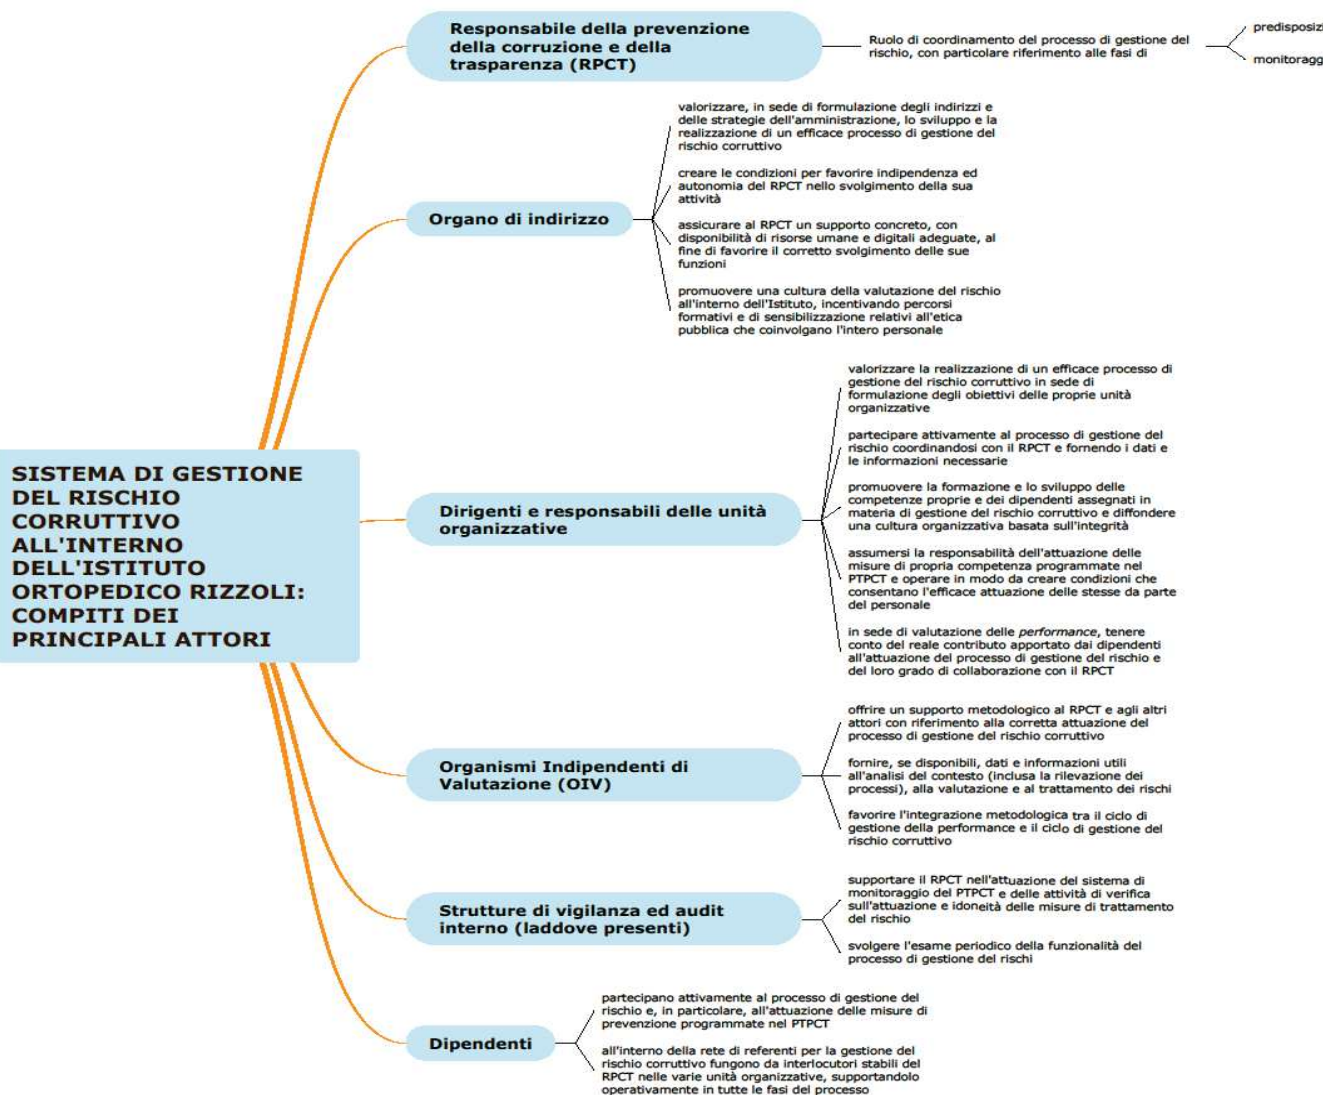 Responsabile della prevenzione
della corruzione e della
trasparenza (RPCT)
Ruolo di coordinamento del processo di gestione del
rischio, con particolare riferimento alle fasi di
valorizzare, in sede di formulazione degli indirizzi e
delle strategie dell'amministrazione, lo sviluppo e la
realizzazione di un efficace processo di gestione del
rischio corruttivo
creare le condizioni per favorire indipendenza ed
autonomia del RPCT nello svolgimento della sua
attività
Organo di indirizzo
assicurare al RPCT un supporto concreto, con
disponibilità di risorse umane e digitali adeguate, al
fine di favorire il corretto svolgimento delle sue
funzioni
promuovere una cultura della valutazione del rischio
all'interno dell'Istituto, incentivando percorsi
formativi e di sensibilizzazione relativi all'etica
pubblica che coinvolgano l'intero personale
SISTEMA DI GESTIONE
DEL RISCHIO
CORRUTTIVO
ALL'INTERNO
DELL'ISTITUTO
ORTOPEDICO RIZZOLI:
COMPITI DEI
PRINCIPALI ATTORI
Dirigenti e responsabili delle unità
organizzative
valorizzare la realizzazione di un efficace processo di
gestione del rischio corruttivo in sede di
formulazione degli obiettivi delle proprie unità
organizzative
partecipare attivamente al processo di gestione del
rischio coordinandosi con il RPCT e fornendo i dati e
le informazioni necessarie
promuovere la formazione e lo sviluppo delle
competenze proprie e dei dipendenti assegnati in
materia di gestione del rischio corruttivo e diffondere
una cultura organizzativa basata sull'integrità
assumersi la responsabilità dell'attuazione delle
misure di propria competenza programmate nel
PTPCT e operare in modo da creare condizioni che
consentano l'efficace attuazione delle stesse da parte
del personale
in sede di valutazione delle performance, tenere
conto del reale contributo apportato dai dipendenti
all'attuazione del processo di gestione del rischio e
del loro grado di collaborazione con il RPCT
Organismi Indipendenti di
Valutazione (OIV)
offrire un supporto metodologico al RPCT e agli altri
attori con riferimento alla corretta attuazione del
processo di gestione del rischio corruttivo
fornire, se disponibili, dati e informazioni utili
all'analisi del contesto (inclusa la rilevazione dei
processi), alla valutazione e al trattamento dei rischi
favorire l'integrazione metodologica tra il ciclo di
gestione della performance e il ciclo di gestione del
rischio corruttivo
Strutture di vigilanza ed audit
interno (laddove presenti)
supportare il RPCT nell'attuazione del sistema di
monitoraggio del PTPCT e delle attività di verifica
sull'attuazione e idoneità delle misure di trattamento
del rischio
svolgere l'esame periodico della funzionalità del
processo di gestione del rischi
Dipendenti
partecipano attivamente al processo di gestione del
rischio e, in particolare, all'attuazione delle misure di
prevenzione programmate nel PTPCT
all'interno della rete di referenti per la gestione del
rischio corruttivo fungono da interlocutori stabili del
RPCT nelle varie unità organizzative, supportandolo
operativamente in tutte le fasi del processo